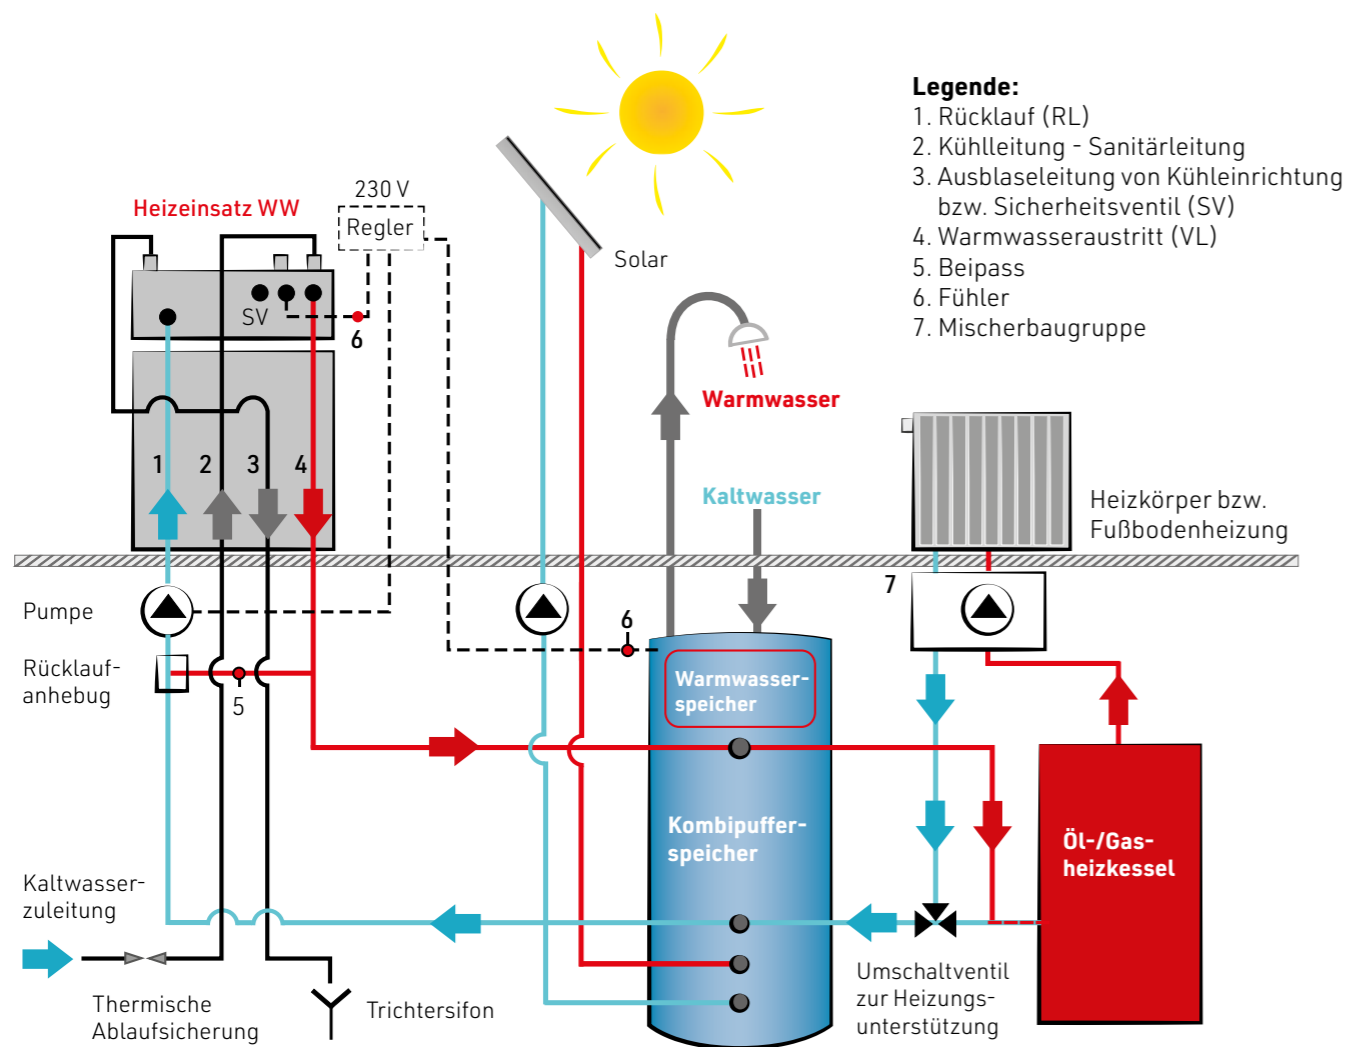 Legende:
1. Rücklauf (RL)
2. Kühlleitung - Sanitärleitung
3. Ausblaseleitung von Kühleinrichtung
bzw. Sicherheitsventil (SV)
4. Warmwasseraustritt (VL)
5. Beipass
6. Fühler
7. Mischerbaugruppe
230 V
Regler
Heizeinsatz WW
SV
6
Solar
Warmwasser
Kaltwasser
1
2
3
4
Heizkörper bzw.
Fußbodenheizung
7
Pumpe
6
Rücklauf-
anhebug
5
Warmwasser-
speicher
Kombipuffer-
speicher
Öl-/Gas-
heizkessel
Kaltwasser-
zuleitung
Thermische
Ablaufsicherung
Trichtersifon
Umschaltventil
zur Heizungs-
unterstützung